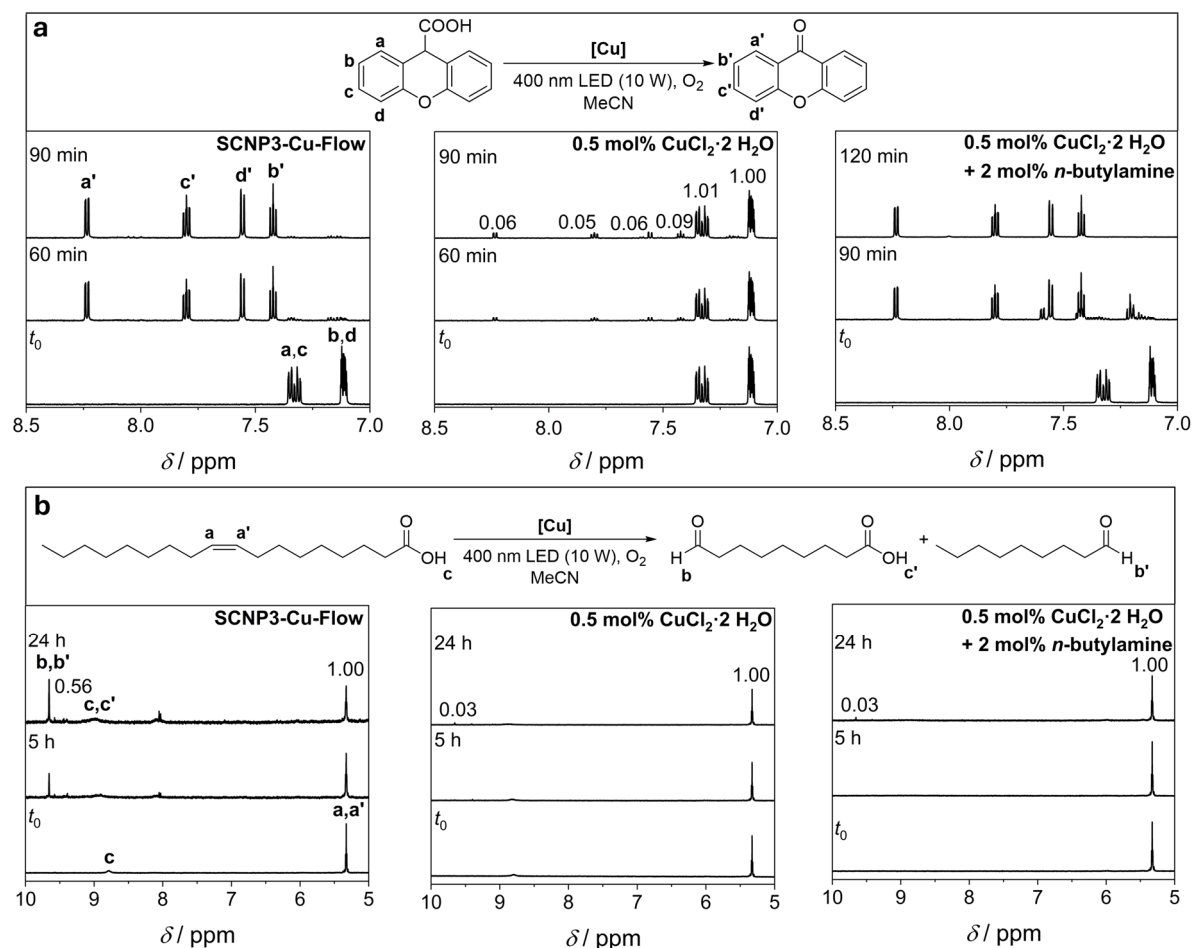 a
COOH
a
b
c
d
O
[Cu]
400 nm LED (10 W), O₂
MeCN
O
a'
b'
c'
d'
O
SCNP3-Cu-Flow
90 min
a'
c'
d'
b'
60 min
t₀
a,c
b,d
8.5
8.0
7.5
7.0
δ / ppm
0.5 mol% CuCl₂·2 H₂O
90 min
0.06
0.05
0.06
0.09
1.01
1.00
60 min
t₀
8.5
8.0
7.5
7.0
δ / ppm
0.5 mol% CuCl₂·2 H₂O
+ 2 mol% n-butylamine
120 min
90 min
t₀
8.5
8.0
7.5
7.0
δ / ppm
b
a
a'
O
OH
c
[Cu]
400 nm LED (10 W), O₂
MeCN
O
H
b
O
OH
c'
+
O
H
b'
SCNP3-Cu-Flow
24 h
b,b'
0.56
c,c'
1.00
5 h
t₀
c
a,a'
10
9
8
7
6
5
δ / ppm
0.5 mol% CuCl₂·2 H₂O
24 h
0.03
1.00
5 h
t₀
10
9
8
7
6
5
δ / ppm
0.5 mol% CuCl₂·2 H₂O
+ 2 mol% n-butylamine
24 h
0.03
1.00
5 h
t₀
10
9
8
7
6
5
δ / ppm